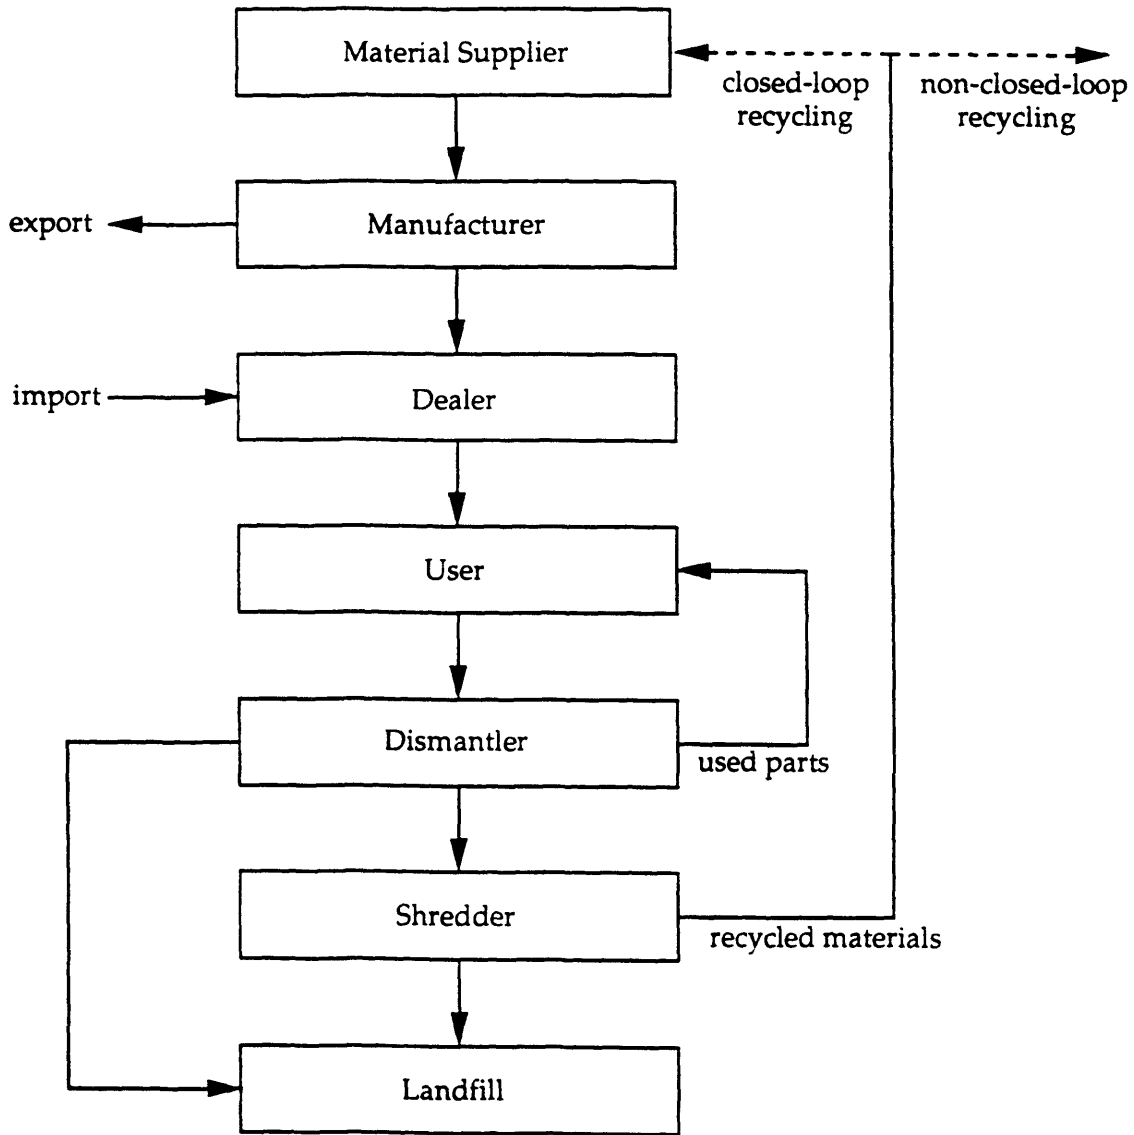 Material Supplier
closed-loop
recycling
non-closed-loop
recycling
export
Manufacturer
import
Dealer
User
Dismantler
used parts
Shredder
recycled materials
Landfill